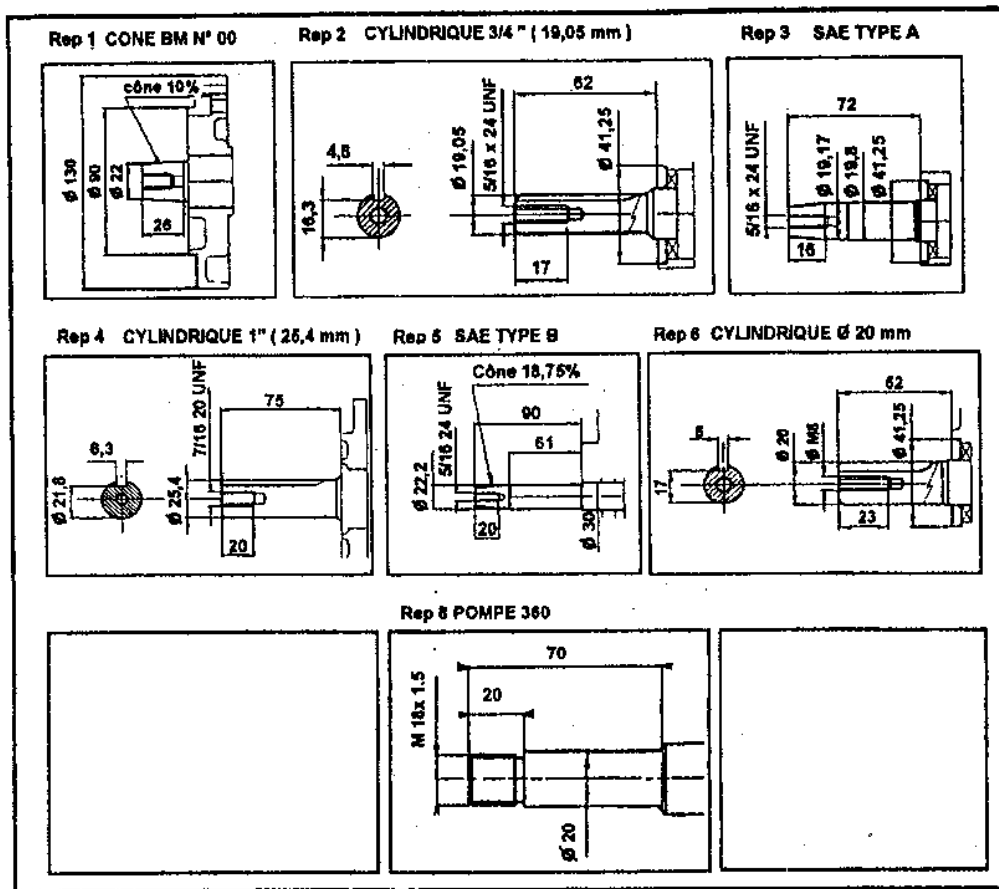 Rep 1 CONE BM N° 00
cône 10%
Ø 130
Ø 90
Ø 22
26
Rep 2 CYLINDRIQUE 3/4 " ( 19,05 mm )
62
4,8
16,3
Ø 19,05
5/16 x 24 UNF
Ø 41,25
17
Rep 3 SAE TYPE A
72
5/16 x 24 UNF
Ø 19,17
Ø 19,8
Ø 41,25
16
Rep 4 CYLINDRIQUE 1" ( 25,4 mm )
7/16 20 UNF
75
6,3
Ø 21,8
Ø 25,4
20
Rep 5 SAE TYPE B
Cône 18,75%
90
61
5/16 24 UNF
Ø 22,2
20
Ø 30
Rep 6 CYLINDRIQUE Ø 20 mm
62
6
17
Ø 20
Ø 41,25
23
Rep 8 POMPE 360
70
20
M 18x 1.5
Ø 20